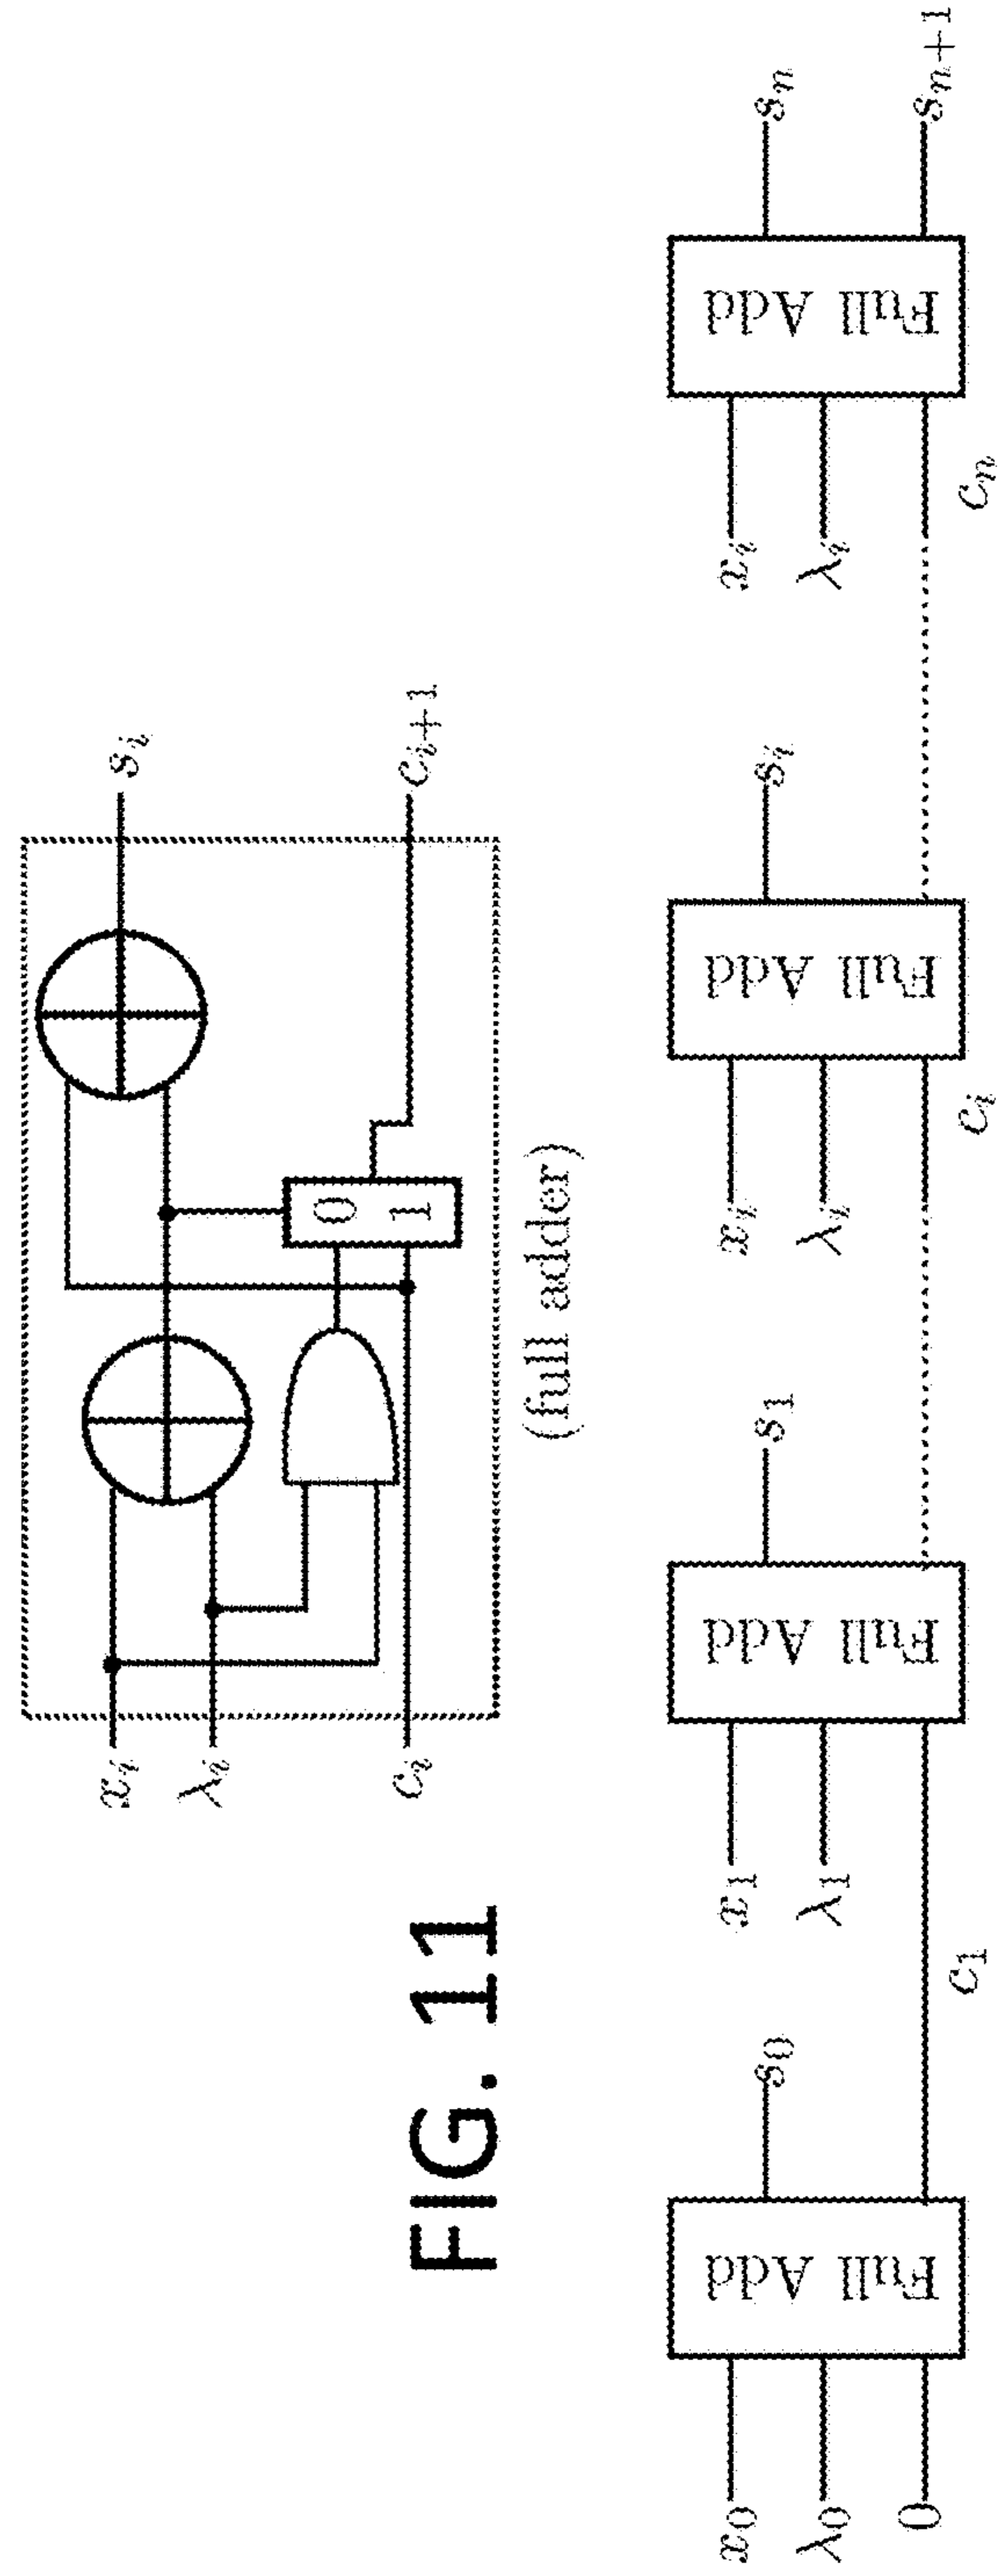 x_i
λ_i
c_i
0
1
s_i
c_{i+1}
(full adder)
FIG. 11
x_0
λ_0
0
Full Add
s_0
c_1
x_1
λ_1
Full Add
s_1
c_i
x_i
λ_i
Full Add
s_i
c_n
x_i
λ_i
Full Add
s_n
s_{n+1}